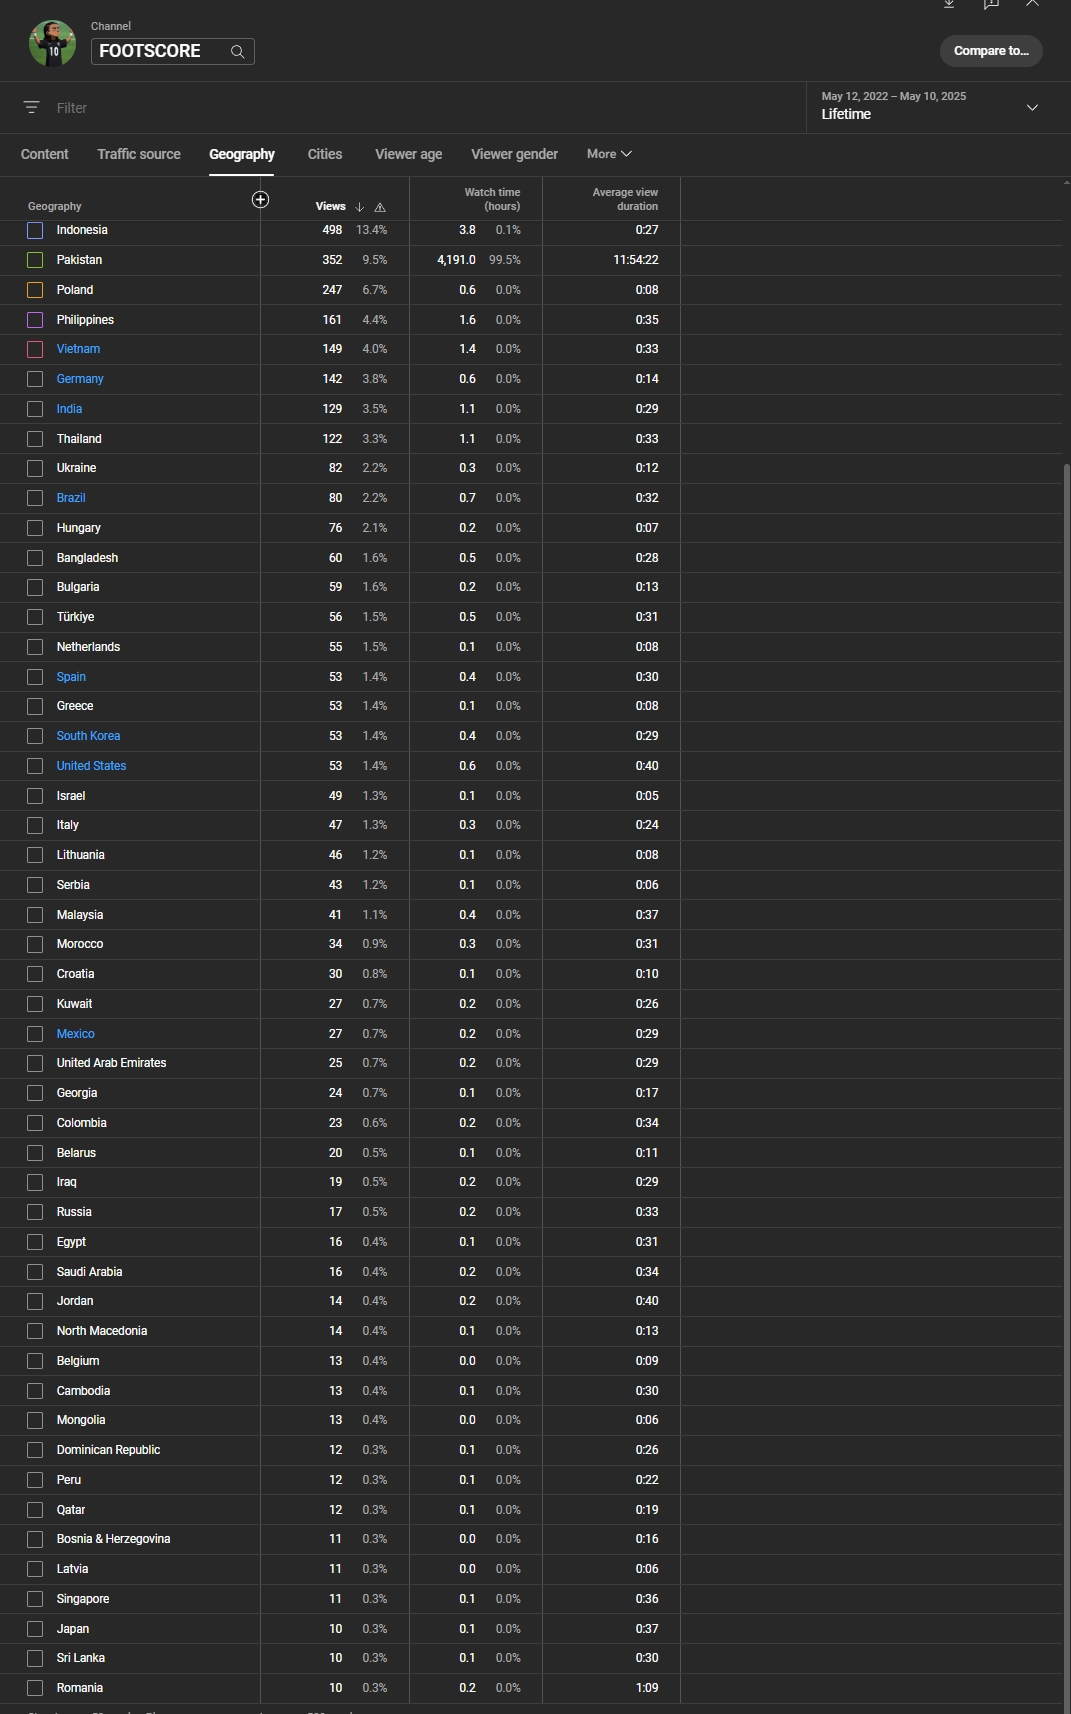 Channel
FOOTSCORE
Compare to...
Filter
May 12, 2022 – May 10, 2025
Lifetime
Content Traffic source Geography Cities Viewer age Viewer gender More
Geography Views Watch time (hours) Average view duration
Indonesia 498 13.4% 3.8 0.1% 0:27
Pakistan 352 9.5% 4,191.0 99.5% 11:54:22
Poland 247 6.7% 0.6 0.0% 0:08
Philippines 161 4.4% 1.6 0.0% 0:35
Vietnam 149 4.0% 1.4 0.0% 0:33
Germany 142 3.8% 0.6 0.0% 0:14
India 129 3.5% 1.1 0.0% 0:29
Thailand 122 3.3% 1.1 0.0% 0:33
Ukraine 82 2.2% 0.3 0.0% 0:12
Brazil 80 2.2% 0.7 0.0% 0:32
Hungary 76 2.1% 0.2 0.0% 0:07
Bangladesh 60 1.6% 0.5 0.0% 0:28
Bulgaria 59 1.6% 0.2 0.0% 0:13
Türkiye 56 1.5% 0.5 0.0% 0:31
Netherlands 55 1.5% 0.1 0.0% 0:08
Spain 53 1.4% 0.4 0.0% 0:30
Greece 53 1.4% 0.1 0.0% 0:08
South Korea 53 1.4% 0.4 0.0% 0:29
United States 53 1.4% 0.6 0.0% 0:40
Israel 49 1.3% 0.1 0.0% 0:05
Italy 47 1.3% 0.3 0.0% 0:24
Lithuania 46 1.2% 0.1 0.0% 0:08
Serbia 43 1.2% 0.1 0.0% 0:06
Malaysia 41 1.1% 0.4 0.0% 0:37
Morocco 34 0.9% 0.3 0.0% 0:31
Croatia 30 0.8% 0.1 0.0% 0:10
Kuwait 27 0.7% 0.2 0.0% 0:26
Mexico 27 0.7% 0.2 0.0% 0:29
United Arab Emirates 25 0.7% 0.2 0.0% 0:29
Georgia 24 0.7% 0.1 0.0% 0:17
Colombia 23 0.6% 0.2 0.0% 0:34
Belarus 20 0.5% 0.1 0.0% 0:11
Iraq 19 0.5% 0.2 0.0% 0:29
Russia 17 0.5% 0.2 0.0% 0:33
Egypt 16 0.4% 0.1 0.0% 0:31
Saudi Arabia 16 0.4% 0.2 0.0% 0:34
Jordan 14 0.4% 0.2 0.0% 0:40
North Macedonia 14 0.4% 0.1 0.0% 0:13
Belgium 13 0.4% 0.0 0.0% 0:09
Cambodia 13 0.4% 0.1 0.0% 0:30
Mongolia 13 0.4% 0.0 0.0% 0:06
Dominican Republic 12 0.3% 0.1 0.0% 0:26
Peru 12 0.3% 0.1 0.0% 0:22
Qatar 12 0.3% 0.1 0.0% 0:19
Bosnia & Herzegovina 11 0.3% 0.0 0.0% 0:16
Latvia 11 0.3% 0.0 0.0% 0:06
Singapore 11 0.3% 0.1 0.0% 0:36
Japan 10 0.3% 0.1 0.0% 0:37
Sri Lanka 10 0.3% 0.1 0.0% 0:30
Romania 10 0.3% 0.2 0.0% 1:09